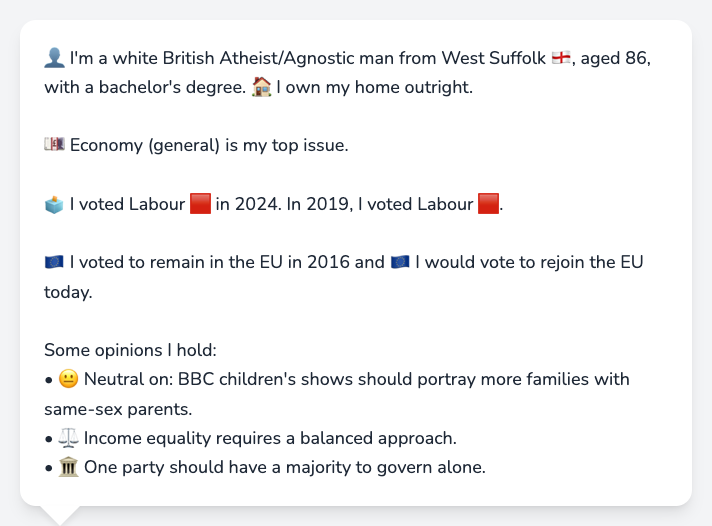 👤 I'm a white British Atheist/Agnostic man from West Suffolk 🏴󠁧󠁢󠁥󠁮󠁧󠁿, aged 86,
with a bachelor's degree. 🏠 I own my home outright.
💷 Economy (general) is my top issue.
🗳️ I voted Labour 🟥 in 2024. In 2019, I voted Labour 🟥.
🇪🇺 I voted to remain in the EU in 2016 and 🇪🇺 I would vote to rejoin the EU
today.
Some opinions I hold:
• 😐 Neutral on: BBC children's shows should portray more families with
same-sex parents.
• ⚖️ Income equality requires a balanced approach.
• 🏛️ One party should have a majority to govern alone.